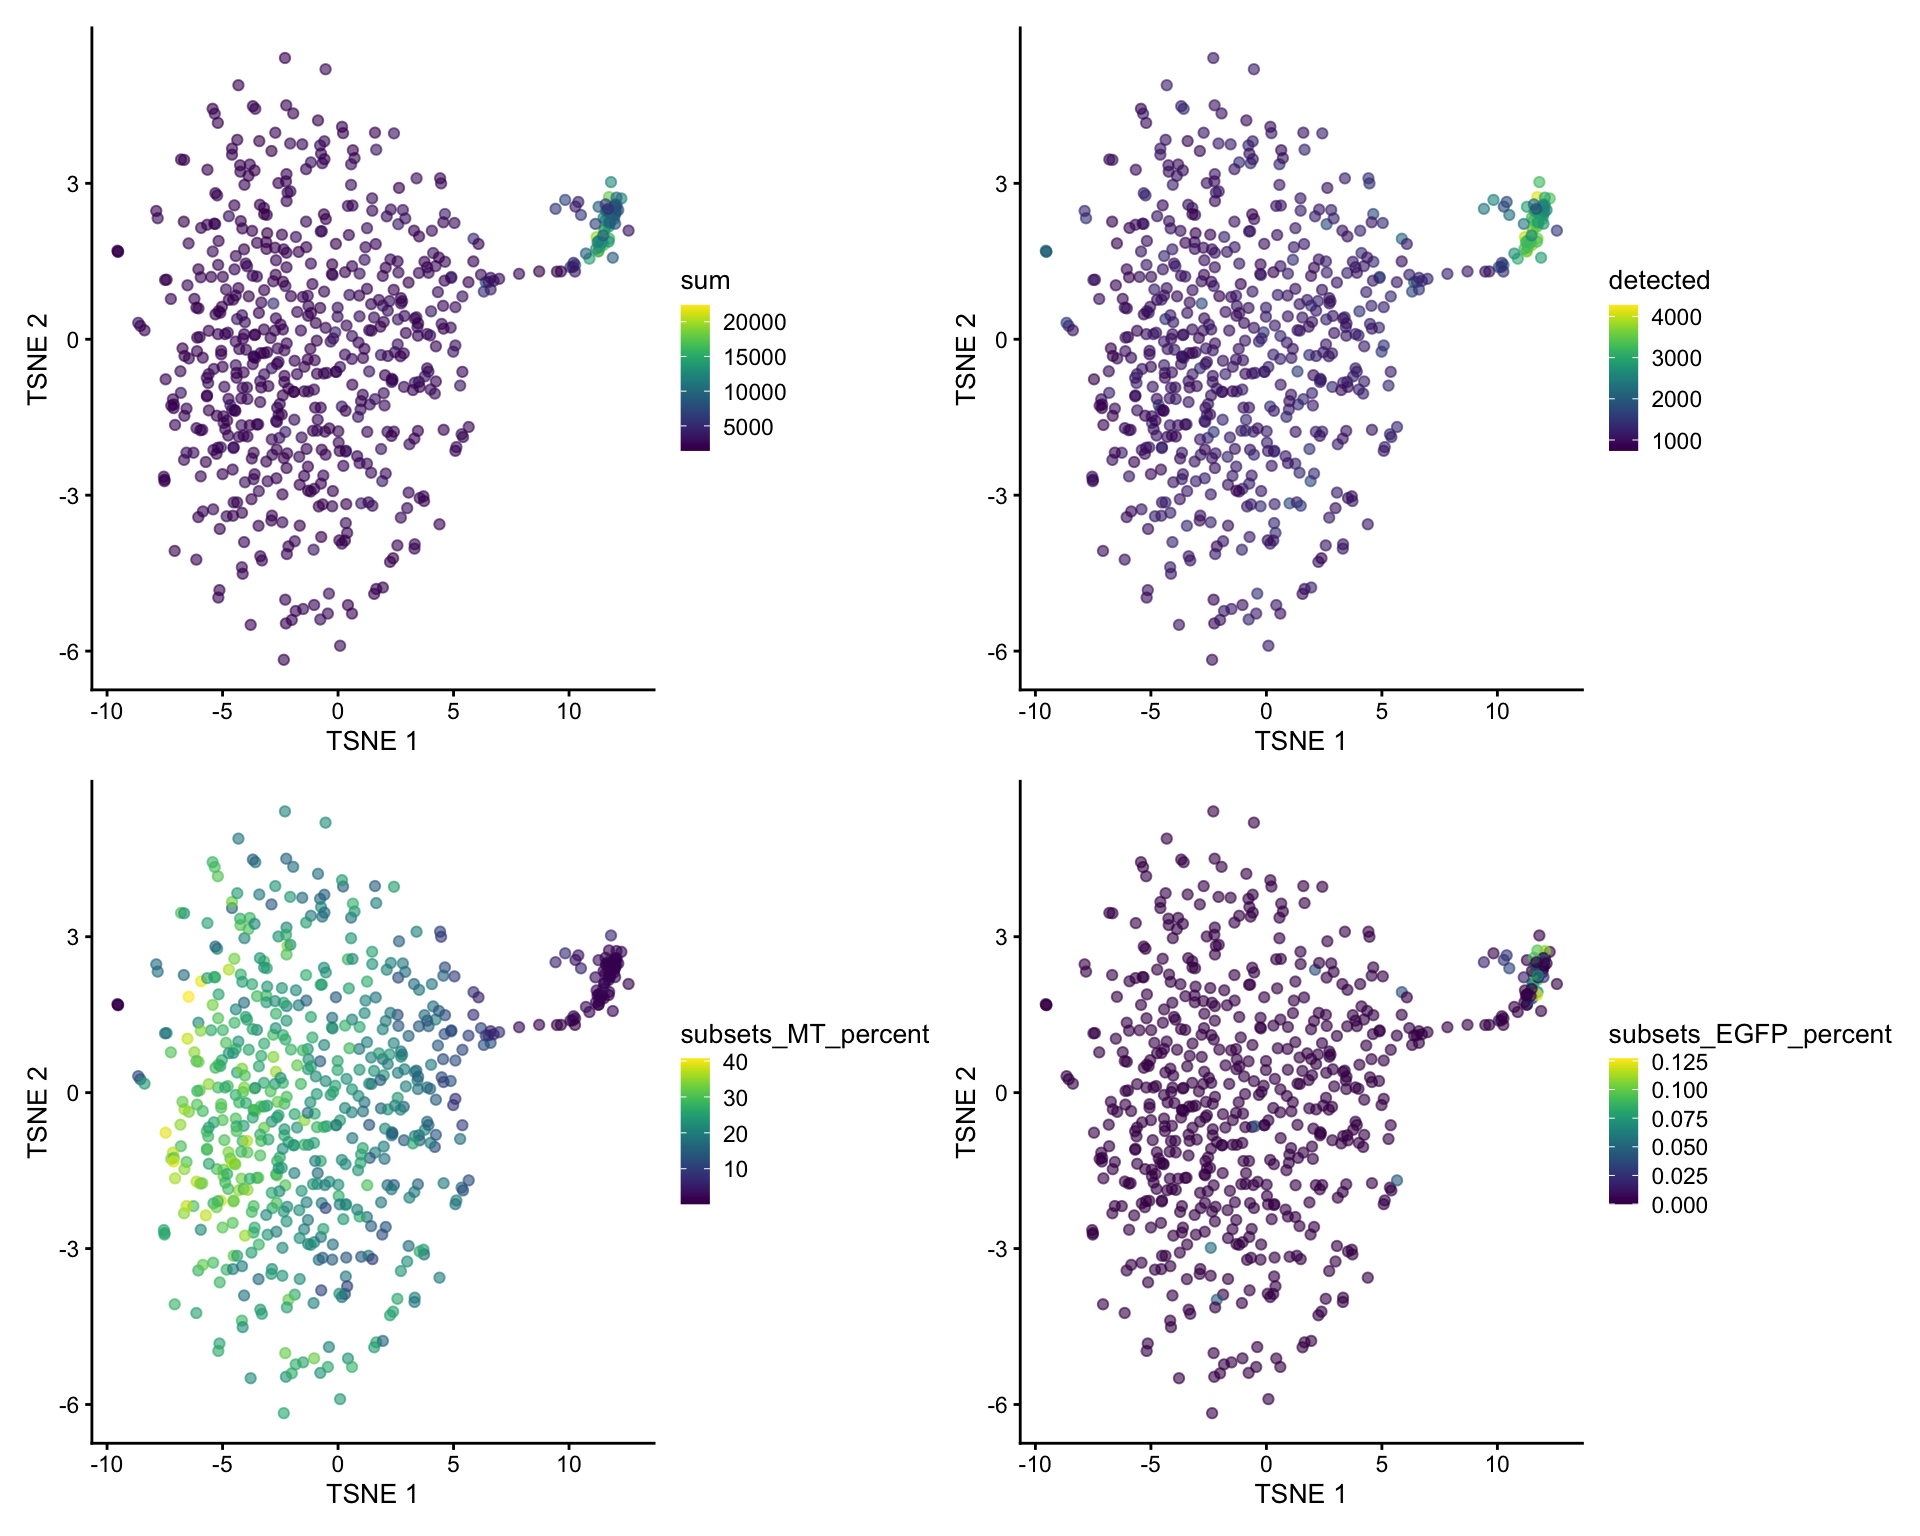 3
0
-3
-6
TSNE 2
-10 -5 0 5 10
TSNE 1
sum
20000
15000
10000
5000
3
0
-3
-6
TSNE 2
-10 -5 0 5 10
TSNE 1
detected
4000
3000
2000
1000
3
0
-3
-6
TSNE 2
-10 -5 0 5 10
TSNE 1
subsets_MT_percent
40
30
20
10
3
0
-3
-6
TSNE 2
-10 -5 0 5 10
TSNE 1
subsets_EGFP_percent
0.125
0.100
0.075
0.050
0.025
0.000